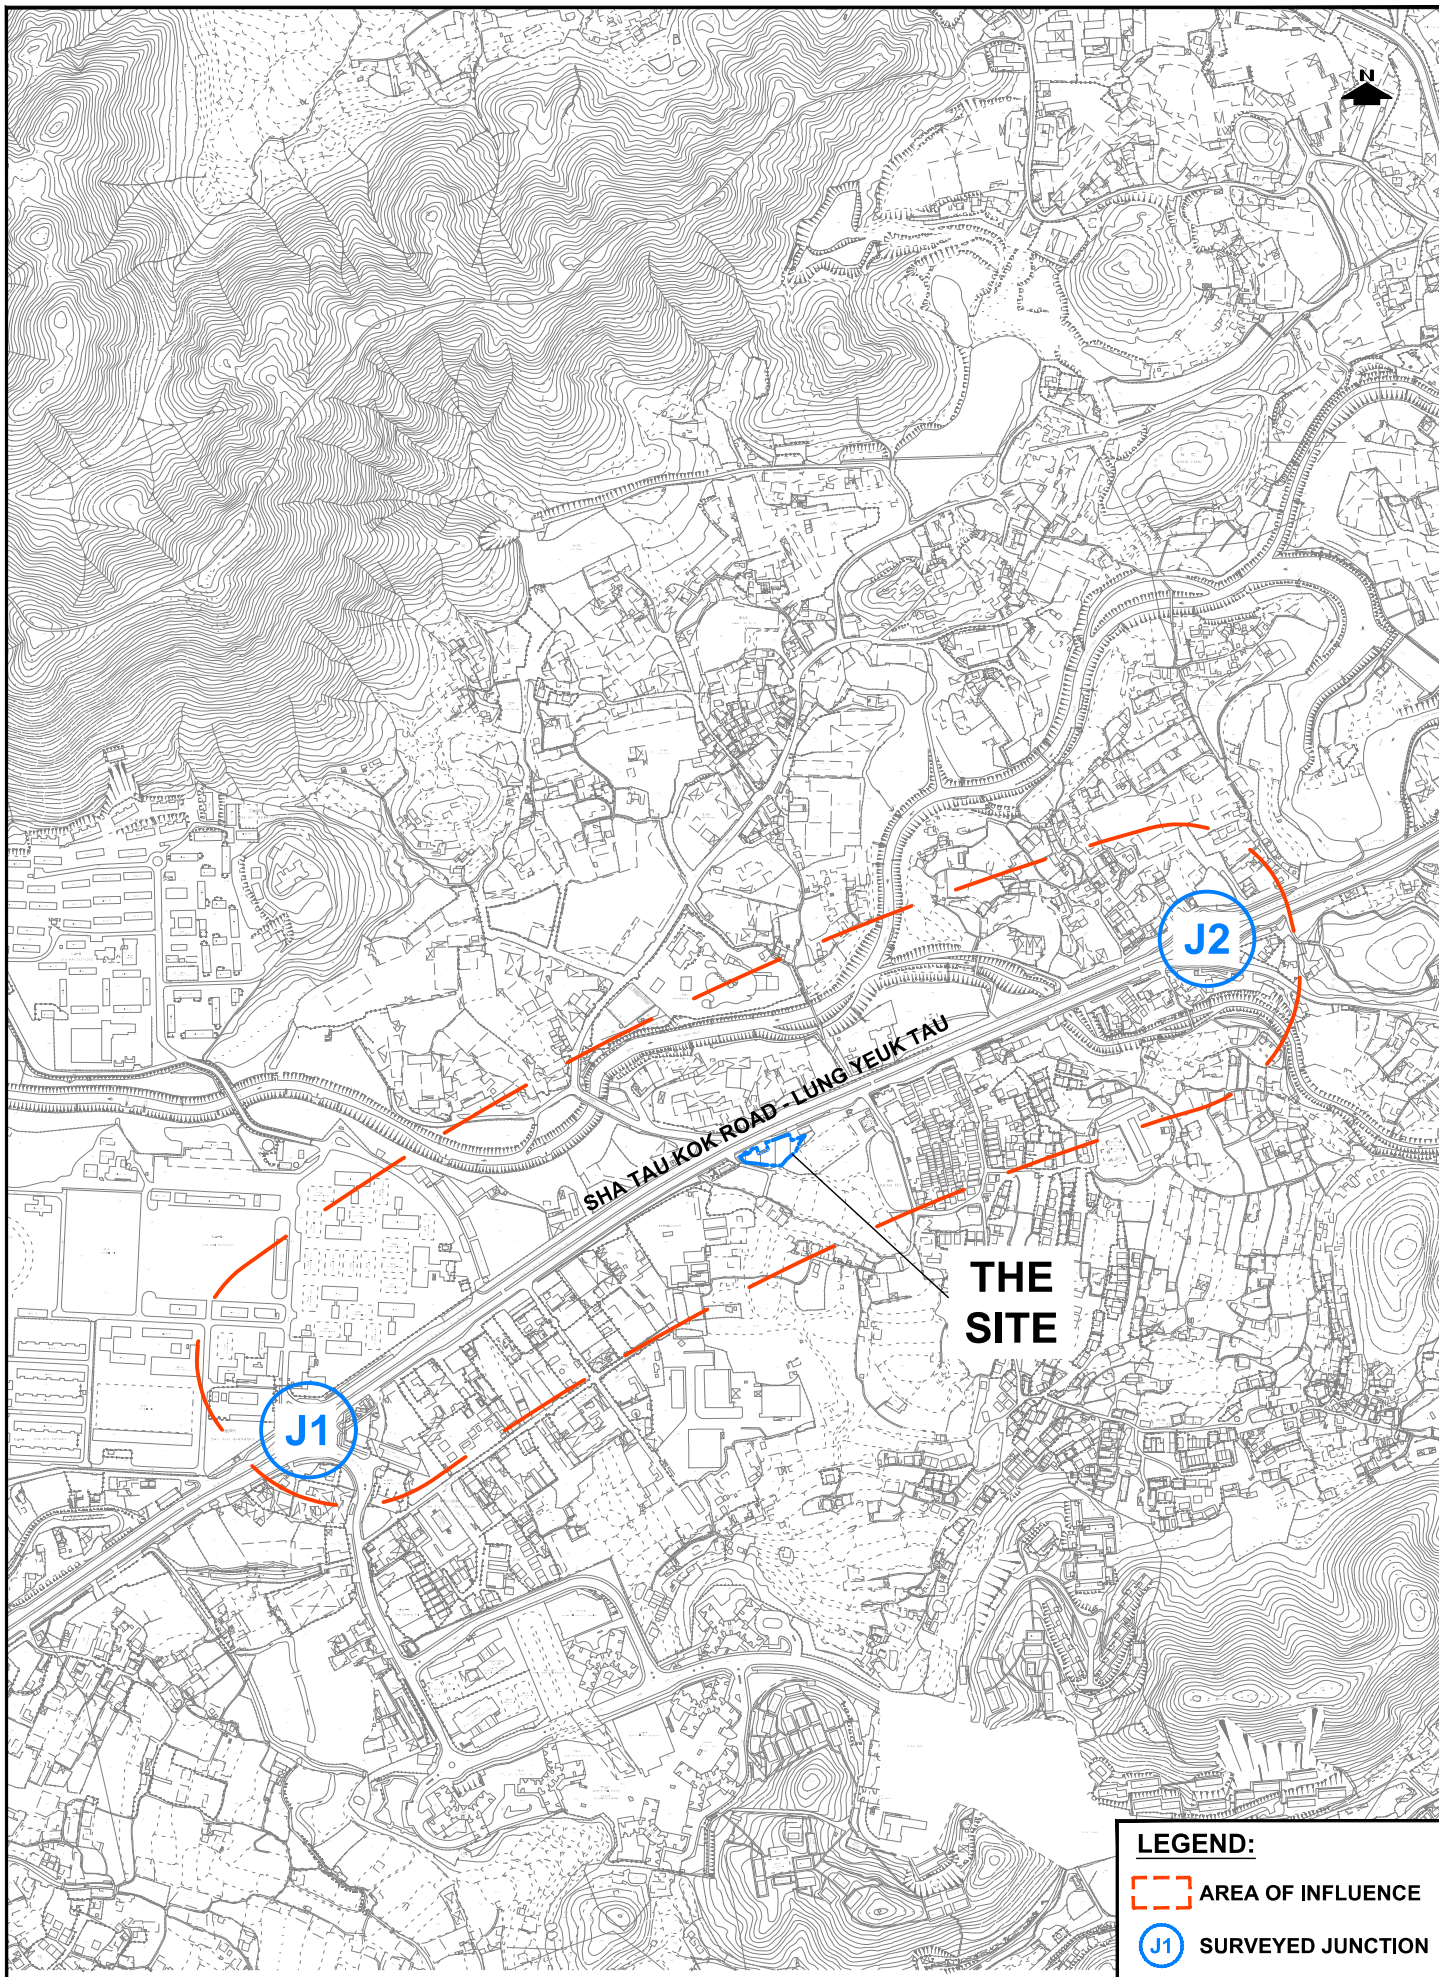 N
J2
SHA TAU KOK ROAD - LUNG YEUK TAU
THE
SITE
J1
LEGEND:
AREA OF INFLUENCE
J1 SURVEYED JUNCTION